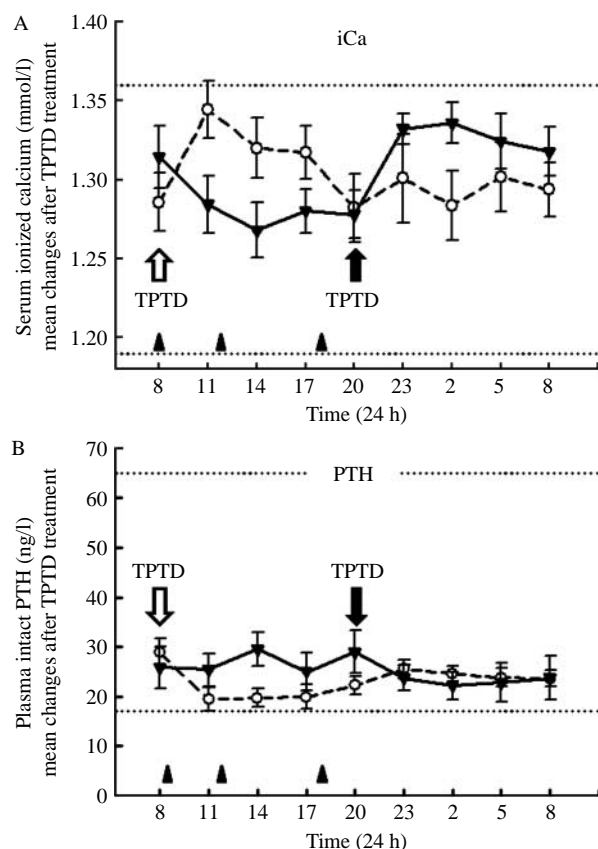 A
iCa
Serum ionized calcium (mmol/l)
mean changes after TPTD treatment
1.40
1.35
1.30
1.25
1.20
TPTD
TPTD
8 11 14 17 20 23 2 5 8
Time (24 h)
B
PTH
Plasma intact PTH (ng/l)
mean changes after TPTD treatment
70
60
50
40
30
20
10
0
TPTD
TPTD
8 11 14 17 20 23 2 5 8
Time (24 h)